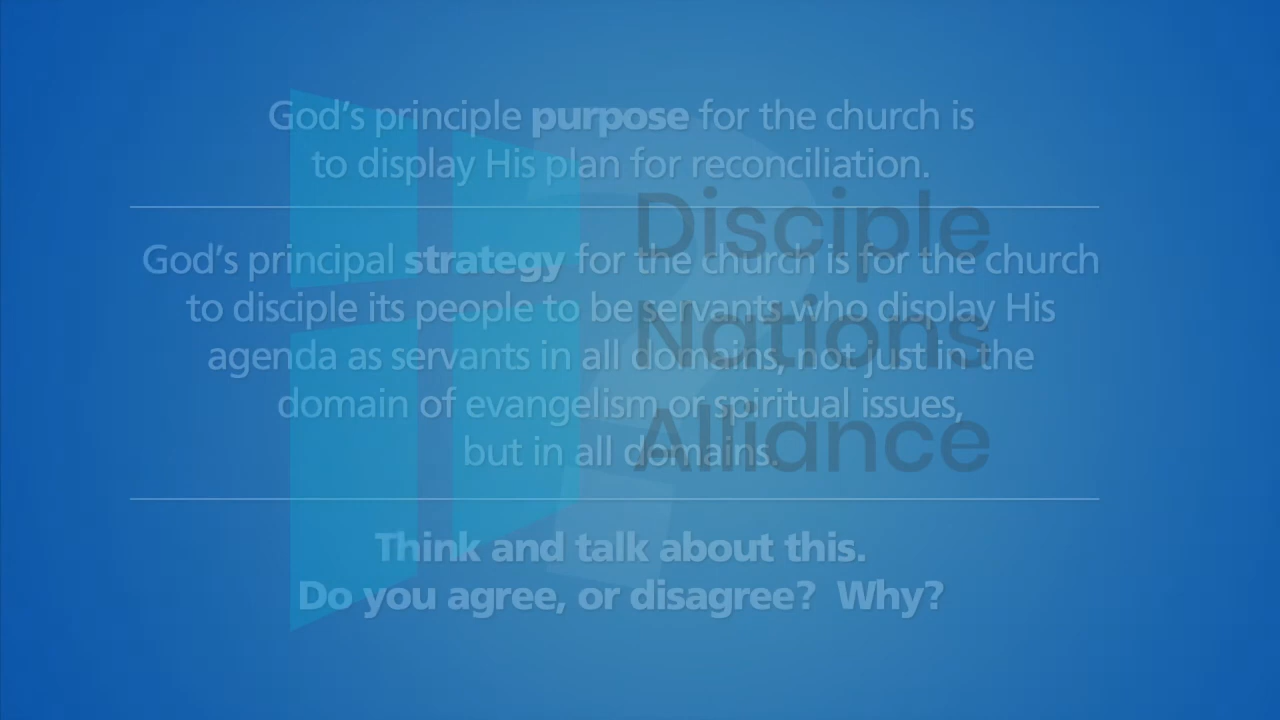 God's principle purpose for the church is
to display His plan for reconciliation.
God's principal strategy for the church is for the church
to disciple its people to be servants who display His
agenda as servants in all domains, not just in the
domain of evangelism or spiritual issues,
but in all domains.
Think and talk about this.
Do you agree, or disagree? Why?
Disciple
Nations
Alliance